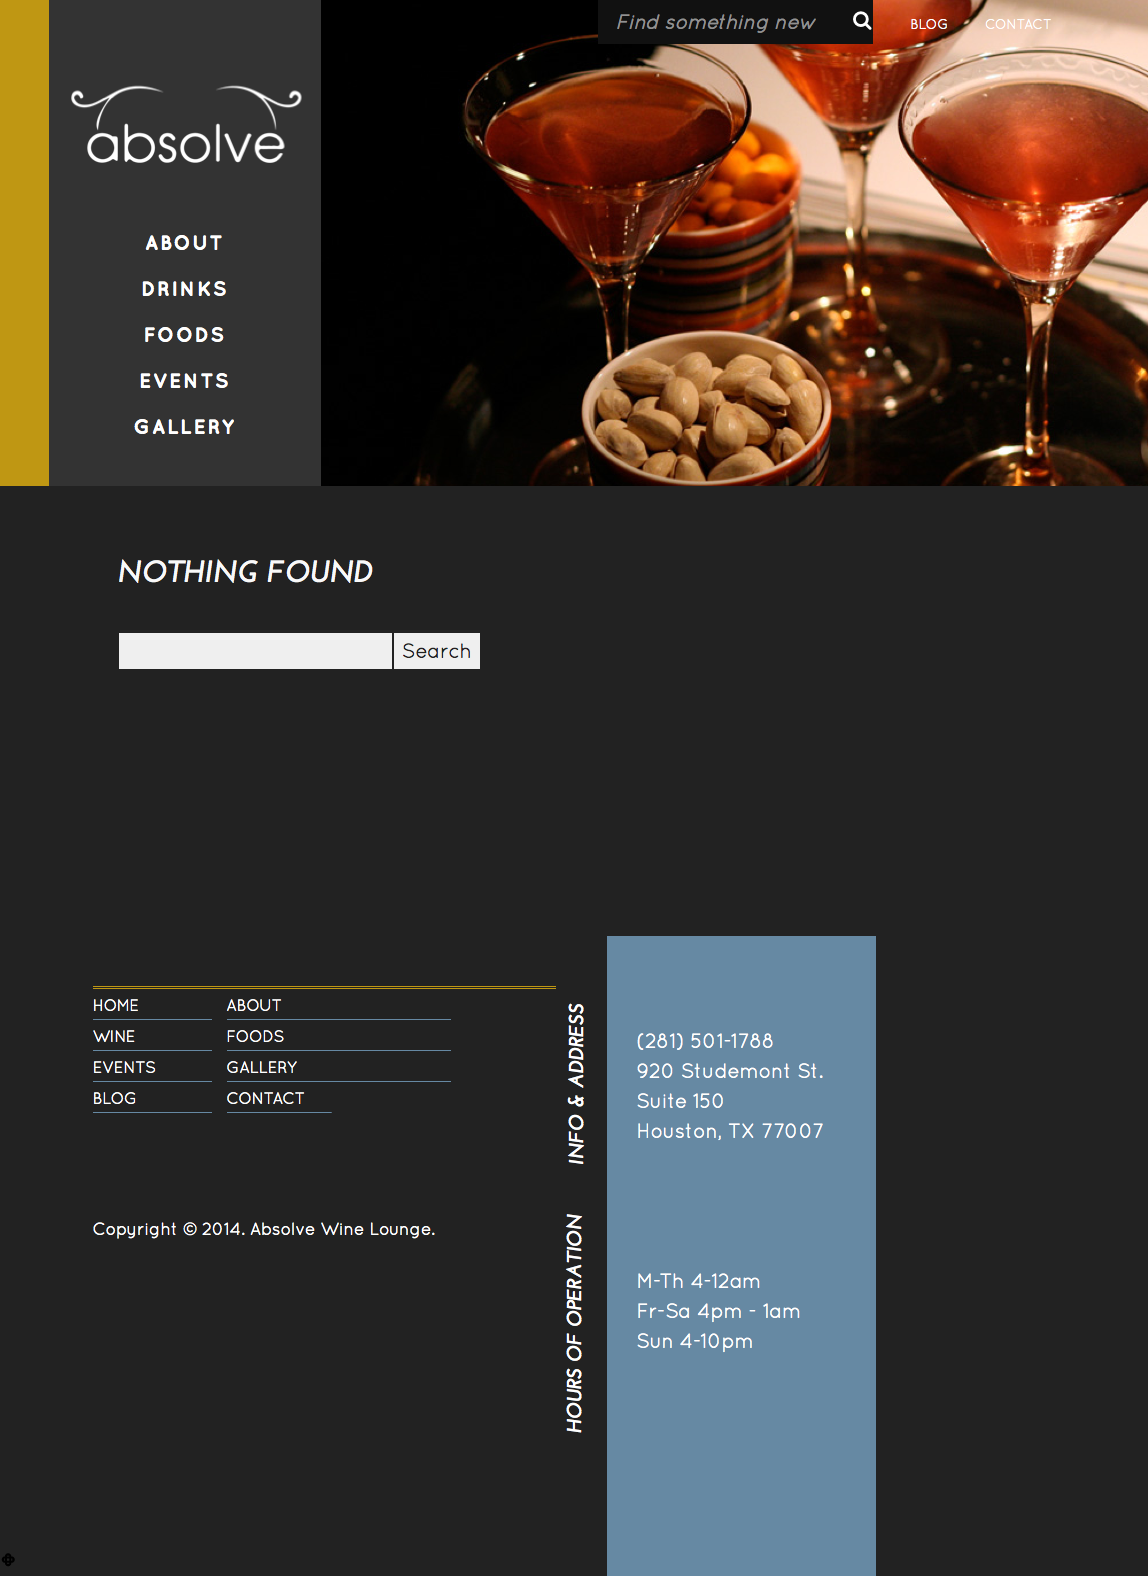 Find something new
BLOG
CONTACT
absolve
ABOUT
DRINKS
FOODS
EVENTS
GALLERY
NOTHING FOUND
Search
HOME
ABOUT
WINE
FOODS
EVENTS
GALLERY
BLOG
CONTACT
Copyright © 2014. Absolve Wine Lounge.
INFO & ADDRESS
(281) 501-1788
920 Studemont St.
Suite 150
Houston, TX 77007
HOURS OF OPERATION
M-Th 4-12am
Fr-Sa 4pm - 1am
Sun 4-10pm